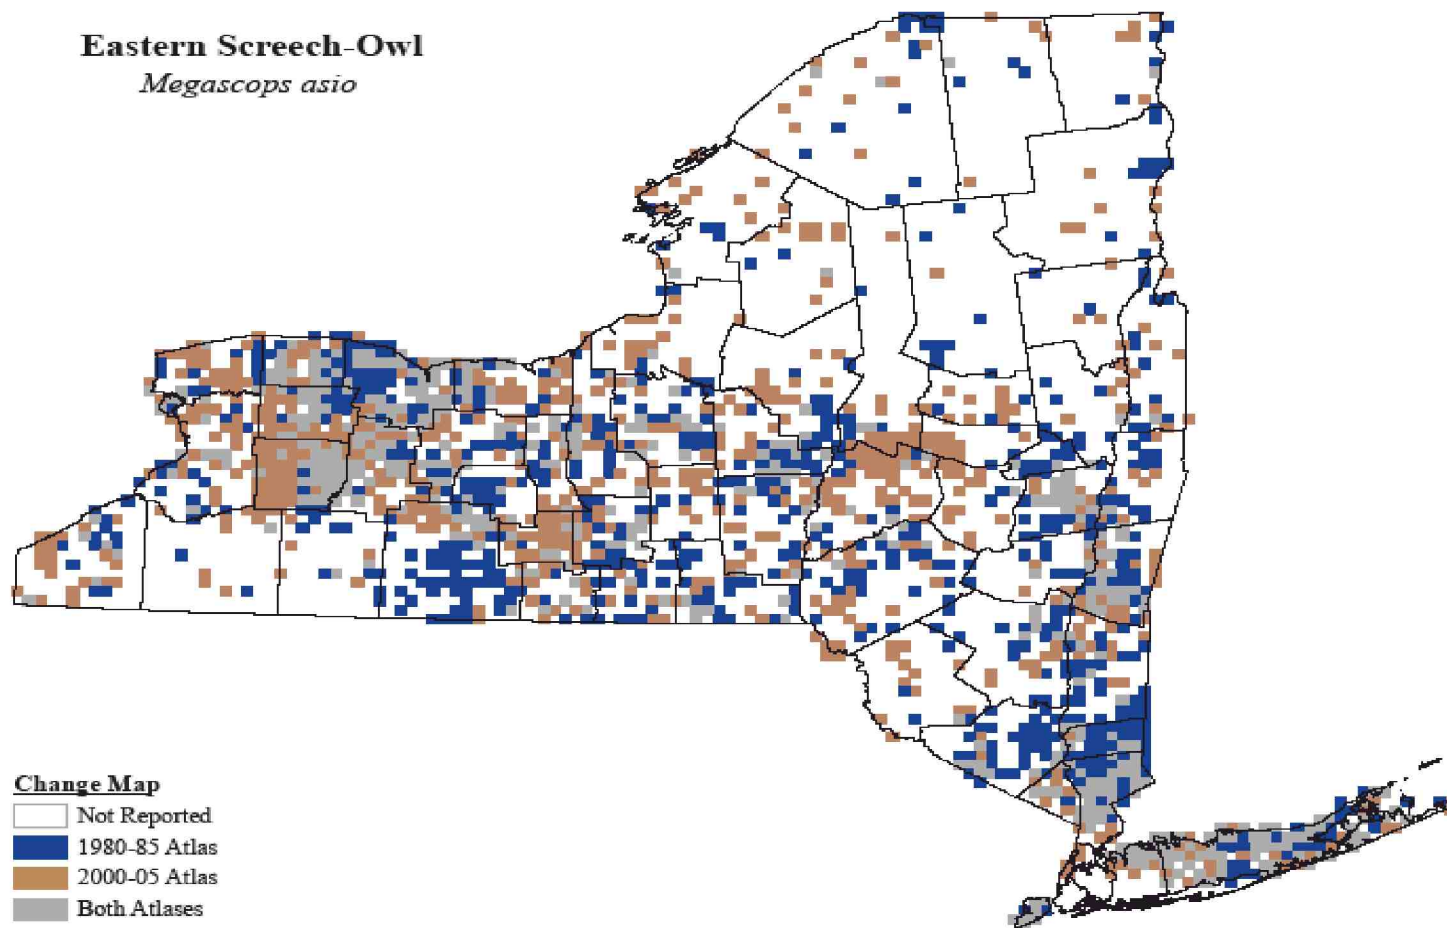 Eastern Screech-Owl
Megascops asio
Change Map
Not Reported
1980-85 Atlas
2000-05 Atlas
Both Atlases